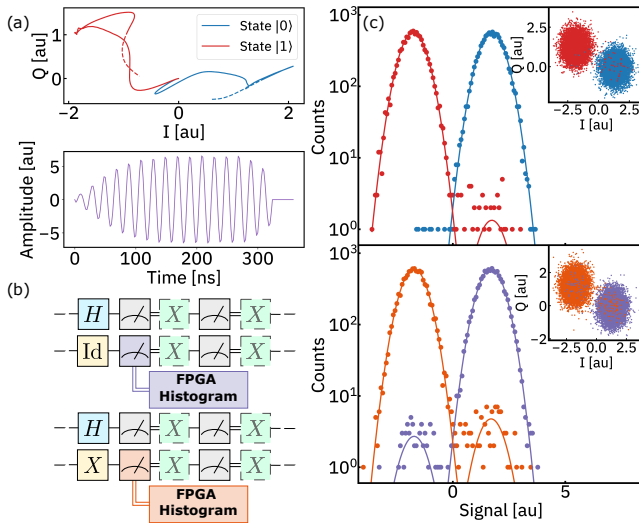 (a)
State |0⟩
State |1⟩
Q [au]
1
0
−2
0
2
I [au]
Amplitude [au]
5
0
−5
0
100
200
300
Time [ns]
(b)
H
X
X
Id
X
X
FPGA
Histogram
H
X
X
X
X
X
FPGA
Histogram
(c)
Counts
10³
10²
10¹
10⁰
Q [au]
2.5
0.0
−2.5
0.0
2.5
I [au]
Counts
10³
10²
10¹
10⁰
Q [au]
2
0
−2
−2.5
0.0
2.5
I [au]
0
5
Signal [au]